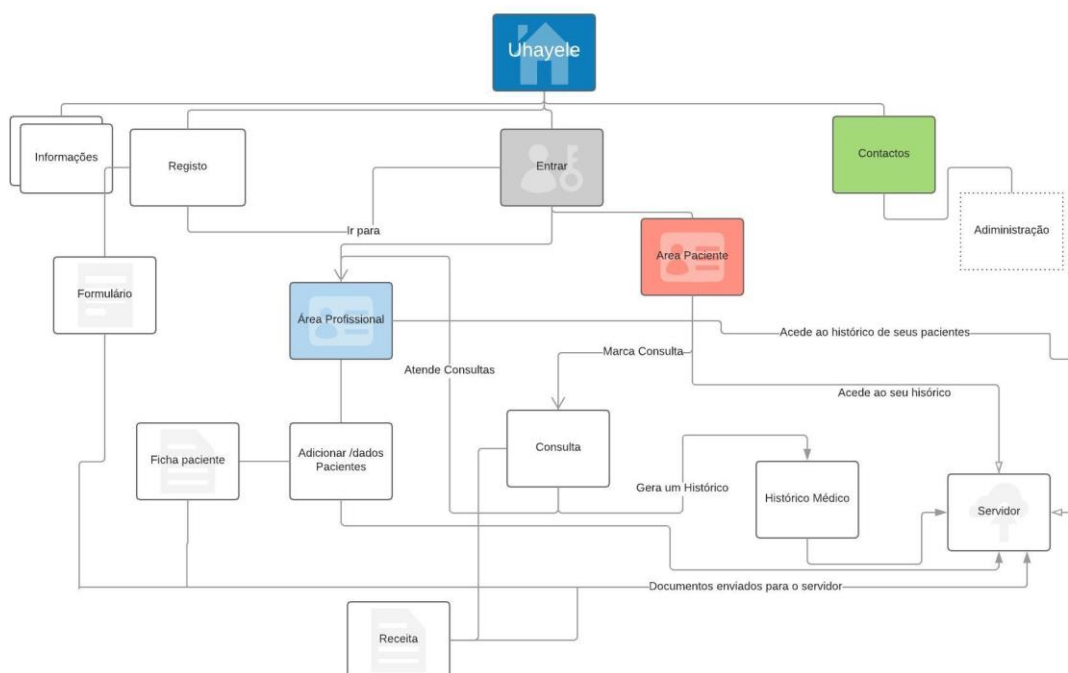 Uhayele
Informações
Registo
Entrar
Contactos
Ir para
Adiministração
Area Paciente
Formulário
Área Profissional
Acede ao histórico de seus pacientes
Marca Consulta
Atende Consultas
Acede ao seu hisórico
Ficha paciente
Adicionar /dados
Pacientes
Consulta
Gera um Histórico
Histórico Médico
Servidor
Documentos enviados para o servidor
Receita